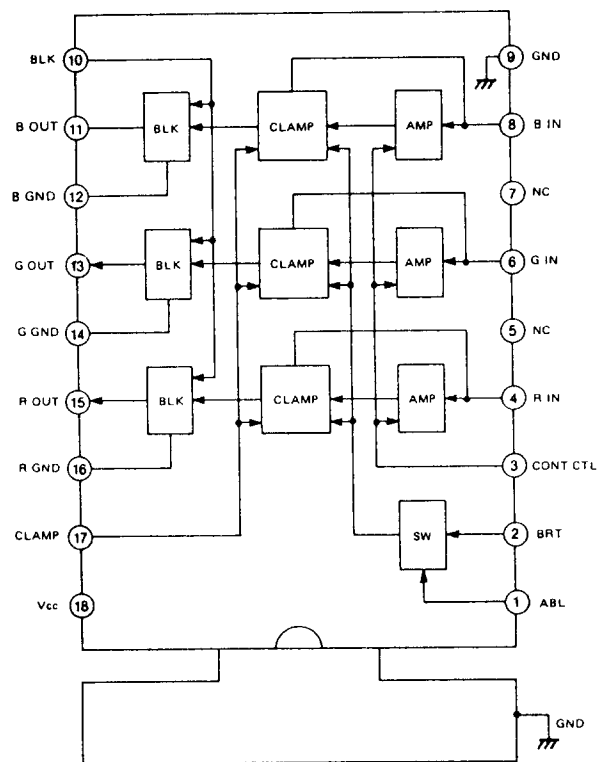 BLK 10 9 GND
B OUT 11 BLK CLAMP AMP 8 B IN
B GND 12 7 NC
G OUT 13 BLK CLAMP AMP 6 G IN
G GND 14 5 NC
R OUT 15 BLK CLAMP AMP 4 R IN
R GND 16 3 CONT CTL
CLAMP 17 SW 2 BRT
Vcc 18 1 ABL
GND